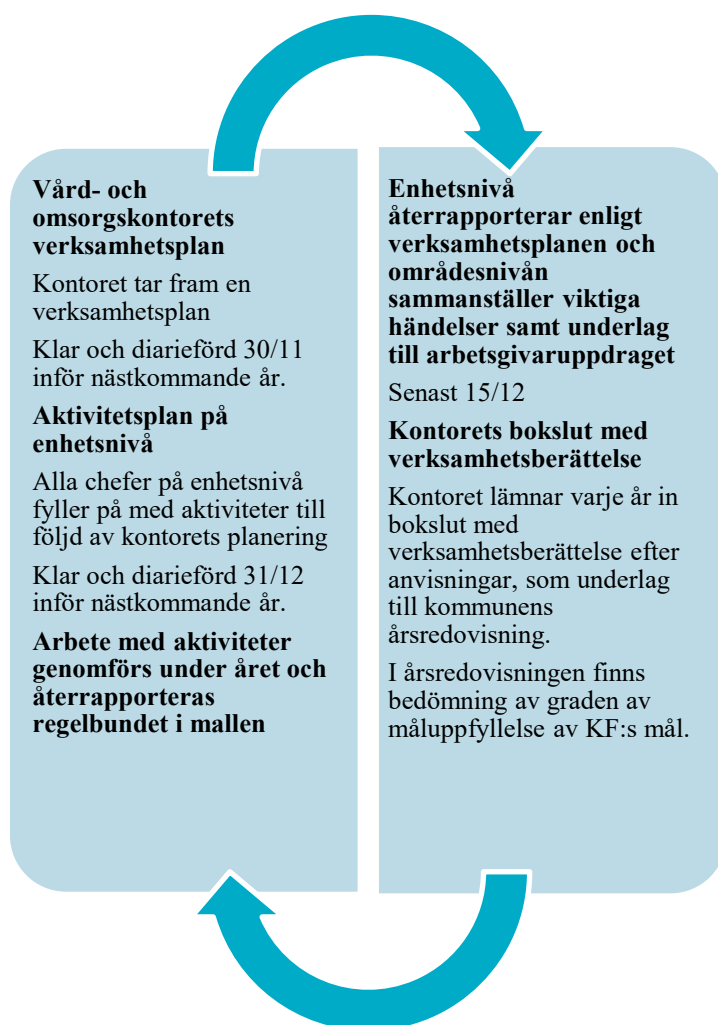 Vård- och
omsorgskontorets
verksamhetsplan
Kontoret tar fram en
verksamhetsplan
Klar och diarieförd 30/11
inför nästkommande år.
Aktivitetsplan på
enhetsnivå
Alla chefer på enhetsnivå
fyller på med aktiviteter till
följd av kontorets planering
Klar och diarieförd 31/12
inför nästkommande år.
Arbete med aktiviteter
genomförs under året och
återrapporteras
regelbundet i mallen
Enhetsnivå
återrapporterar enligt
verksamhetsplanen och
områdesnivån
sammanställer viktiga
händelser samt underlag
till arbetsgivaruppdraget
Senast 15/12
Kontorets bokslut med
verksamhetsberättelse
Kontoret lämnar varje år in
bokslut med
verksamhetsberättelse efter
anvisningar, som underlag
till kommunens
årsredovisning.
I årsredovisningen finns
bedömning av graden av
måluppfyllelse av KF:s mål.